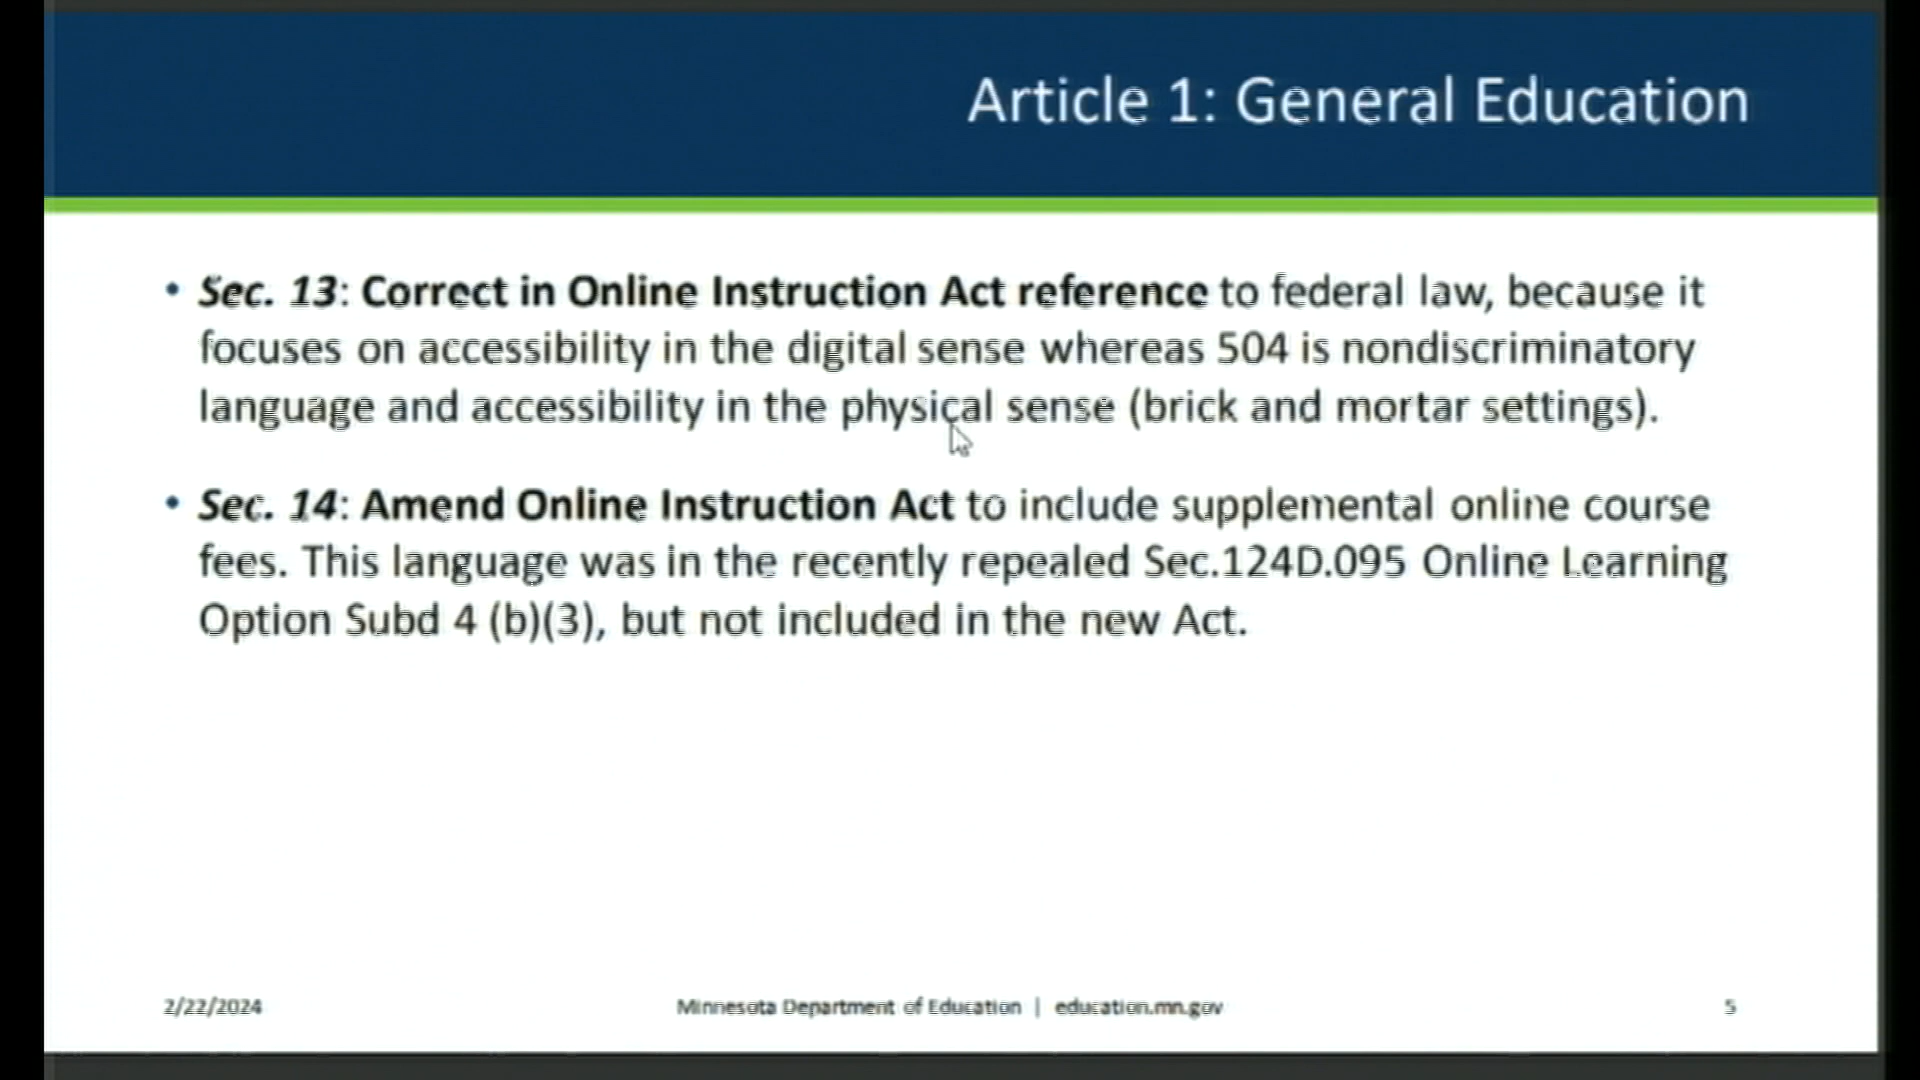 Article 1: General Education
• Sec. 13: Correct in Online Instruction Act reference to federal law, because it
focuses on accessibility in the digital sense whereas 504 is nondiscriminatory
language and accessibility in the physical sense (brick and mortar settings).
• Sec. 14: Amend Online Instruction Act to include supplemental online course
fees. This language was in the recently repealed Sec.124D.095 Online Learning
Option Subd 4 (b)(3), but not included in the new Act.
2/22/2024
Minnesota Department of Education | education.mn.gov
5